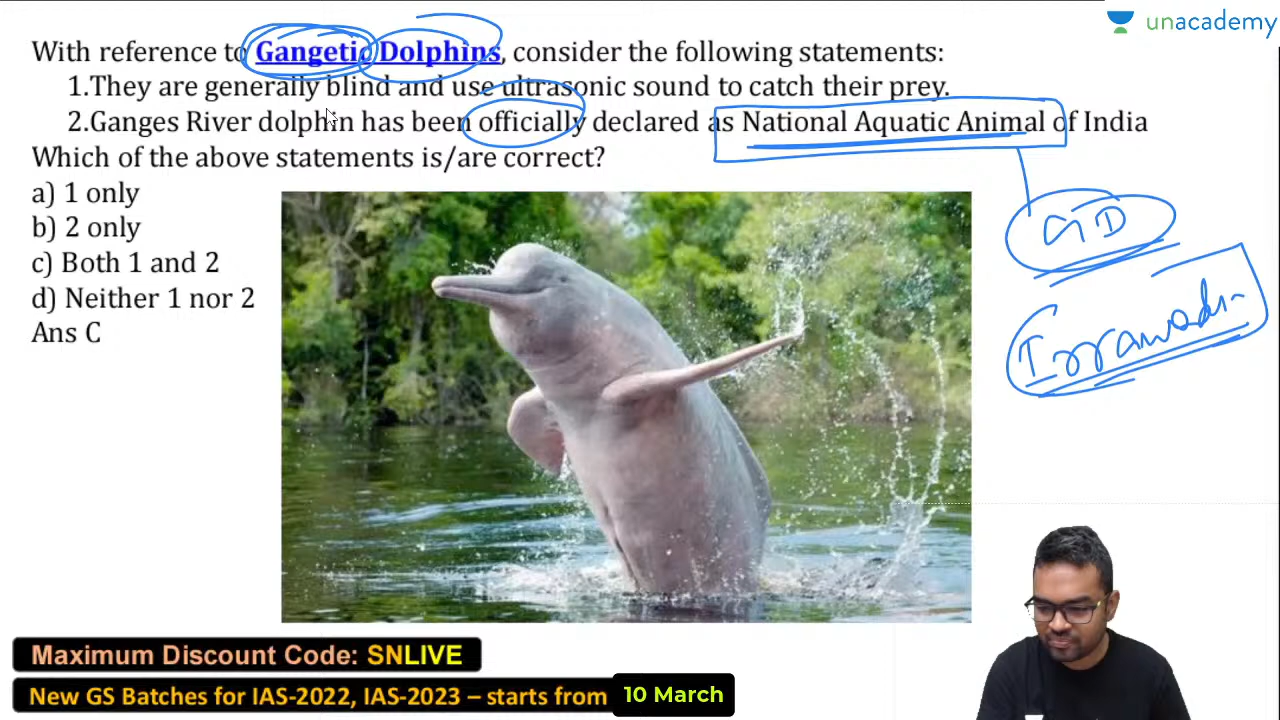 unacademy
With reference to Gangetic Dolphins, consider the following statements:
1.They are generally blind and use ultrasonic sound to catch their prey.
2.Ganges River dolphin has been officially declared as National Aquatic Animal of India
Which of the above statements is/are correct?
a) 1 only
b) 2 only
c) Both 1 and 2
d) Neither 1 nor 2
Ans C
GD
Irrawadi
Maximum Discount Code: SNLIVE
New GS Batches for IAS-2022, IAS-2023 – starts from 10 March